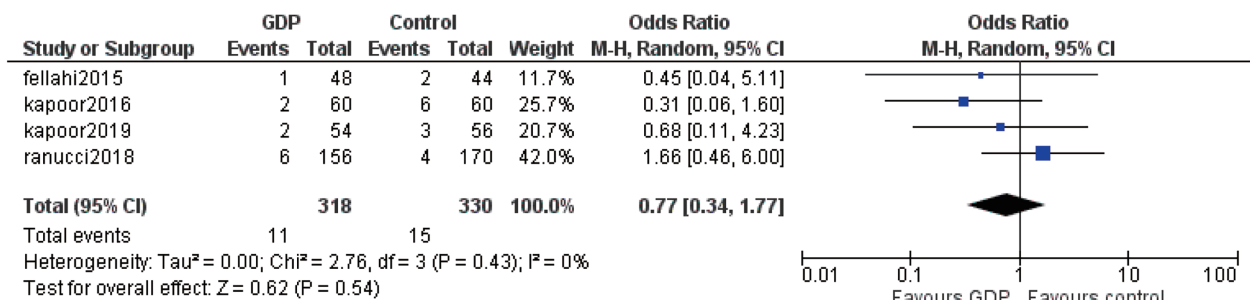 GDP Control Odds Ratio Odds Ratio
Study or Subgroup Events Total Events Total Weight M-H, Random, 95% CI M-H, Random, 95% CI
fellahi2015 1 48 2 44 11.7% 0.45 [0.04, 5.11]
kapoor2016 2 60 6 60 25.7% 0.31 [0.06, 1.60]
kapoor2019 2 54 3 56 20.7% 0.68 [0.11, 4.23]
ranucci2018 6 156 4 170 42.0% 1.66 [0.46, 6.00]
Total (95% CI) 318 330 100.0% 0.77 [0.34, 1.77]
Total events 11 15
Heterogeneity: Tau² = 0.00; Chi² = 2.76, df = 3 (P = 0.43); I² = 0%
Test for overall effect: Z = 0.62 (P = 0.54)
0.01 0.1 1 10 100
Favours GDP Favours control